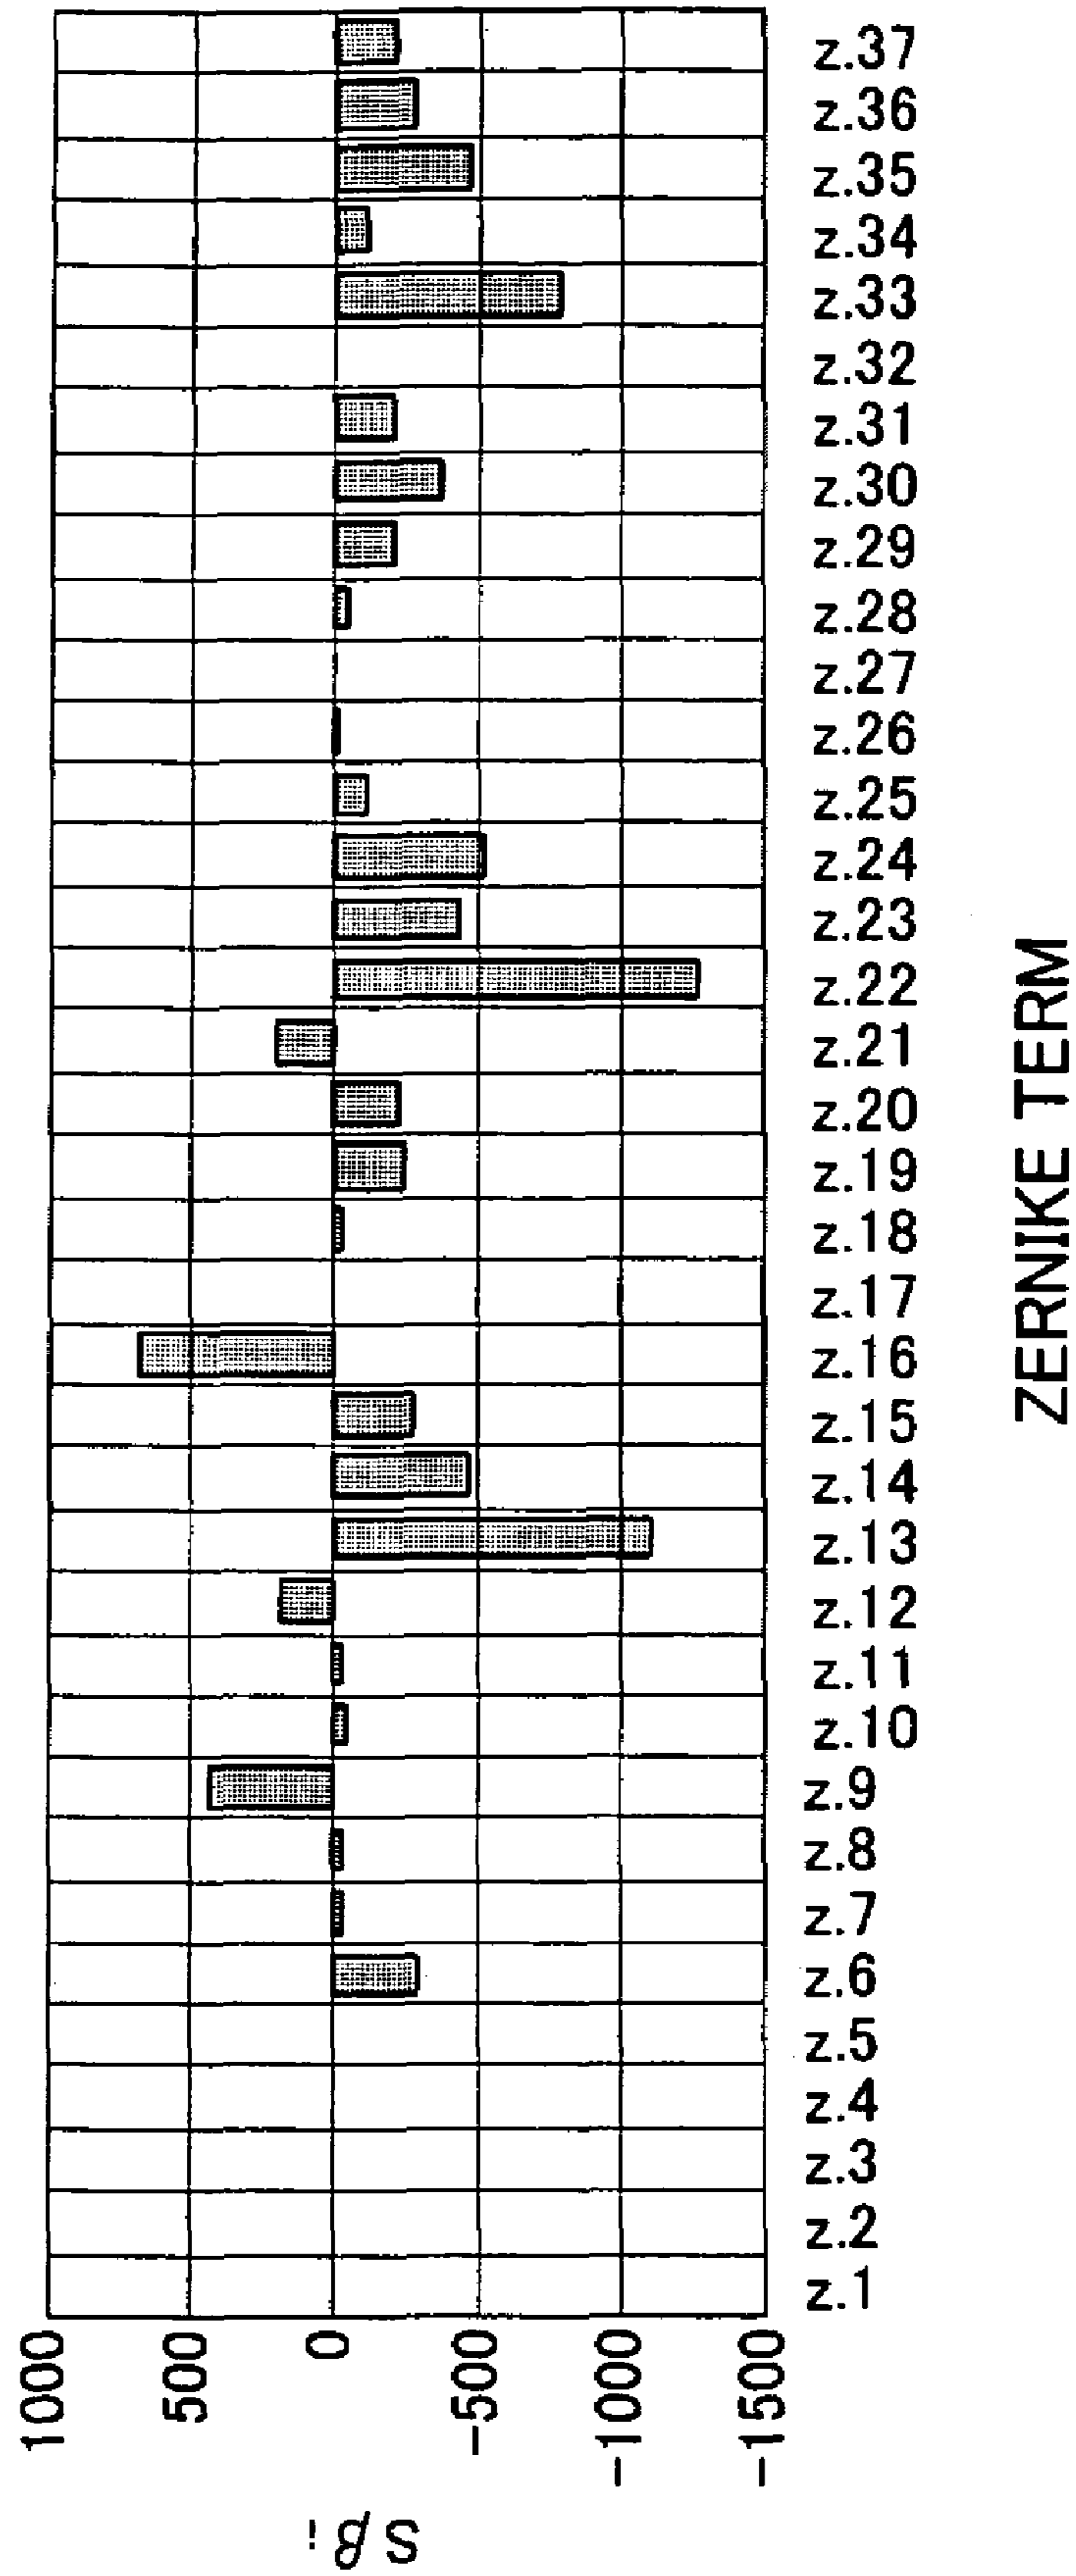 Sβi
1000
500
0
-500
-1000
-1500
z.1
z.2
z.3
z.4
z.5
z.6
z.7
z.8
z.9
z.10
z.11
z.12
z.13
z.14
z.15
z.16
z.17
z.18
z.19
z.20
z.21
z.22
z.23
z.24
z.25
z.26
z.27
z.28
z.29
z.30
z.31
z.32
z.33
z.34
z.35
z.36
z.37
ZERNIKE TERM